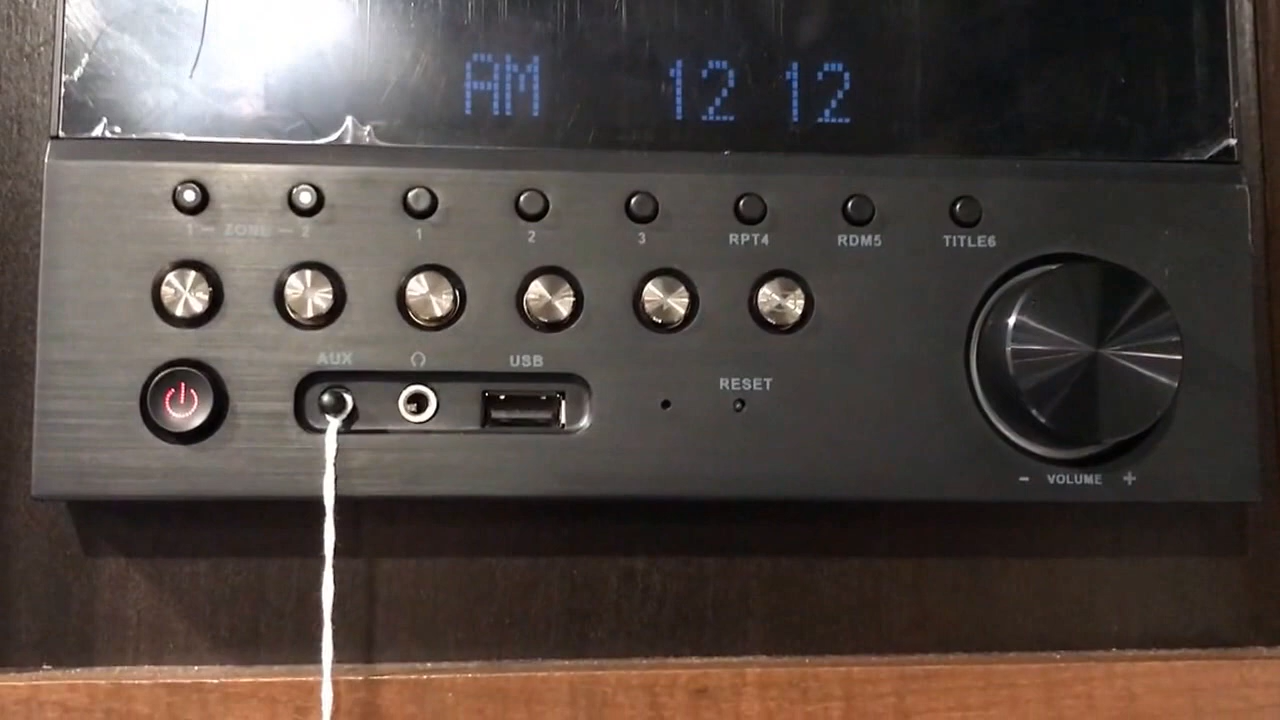 AM 12 12
1 - ZONE - 2 1 2 3 RPT4 RDM5 TITLE6
AUX USB
RESET
- VOLUME +